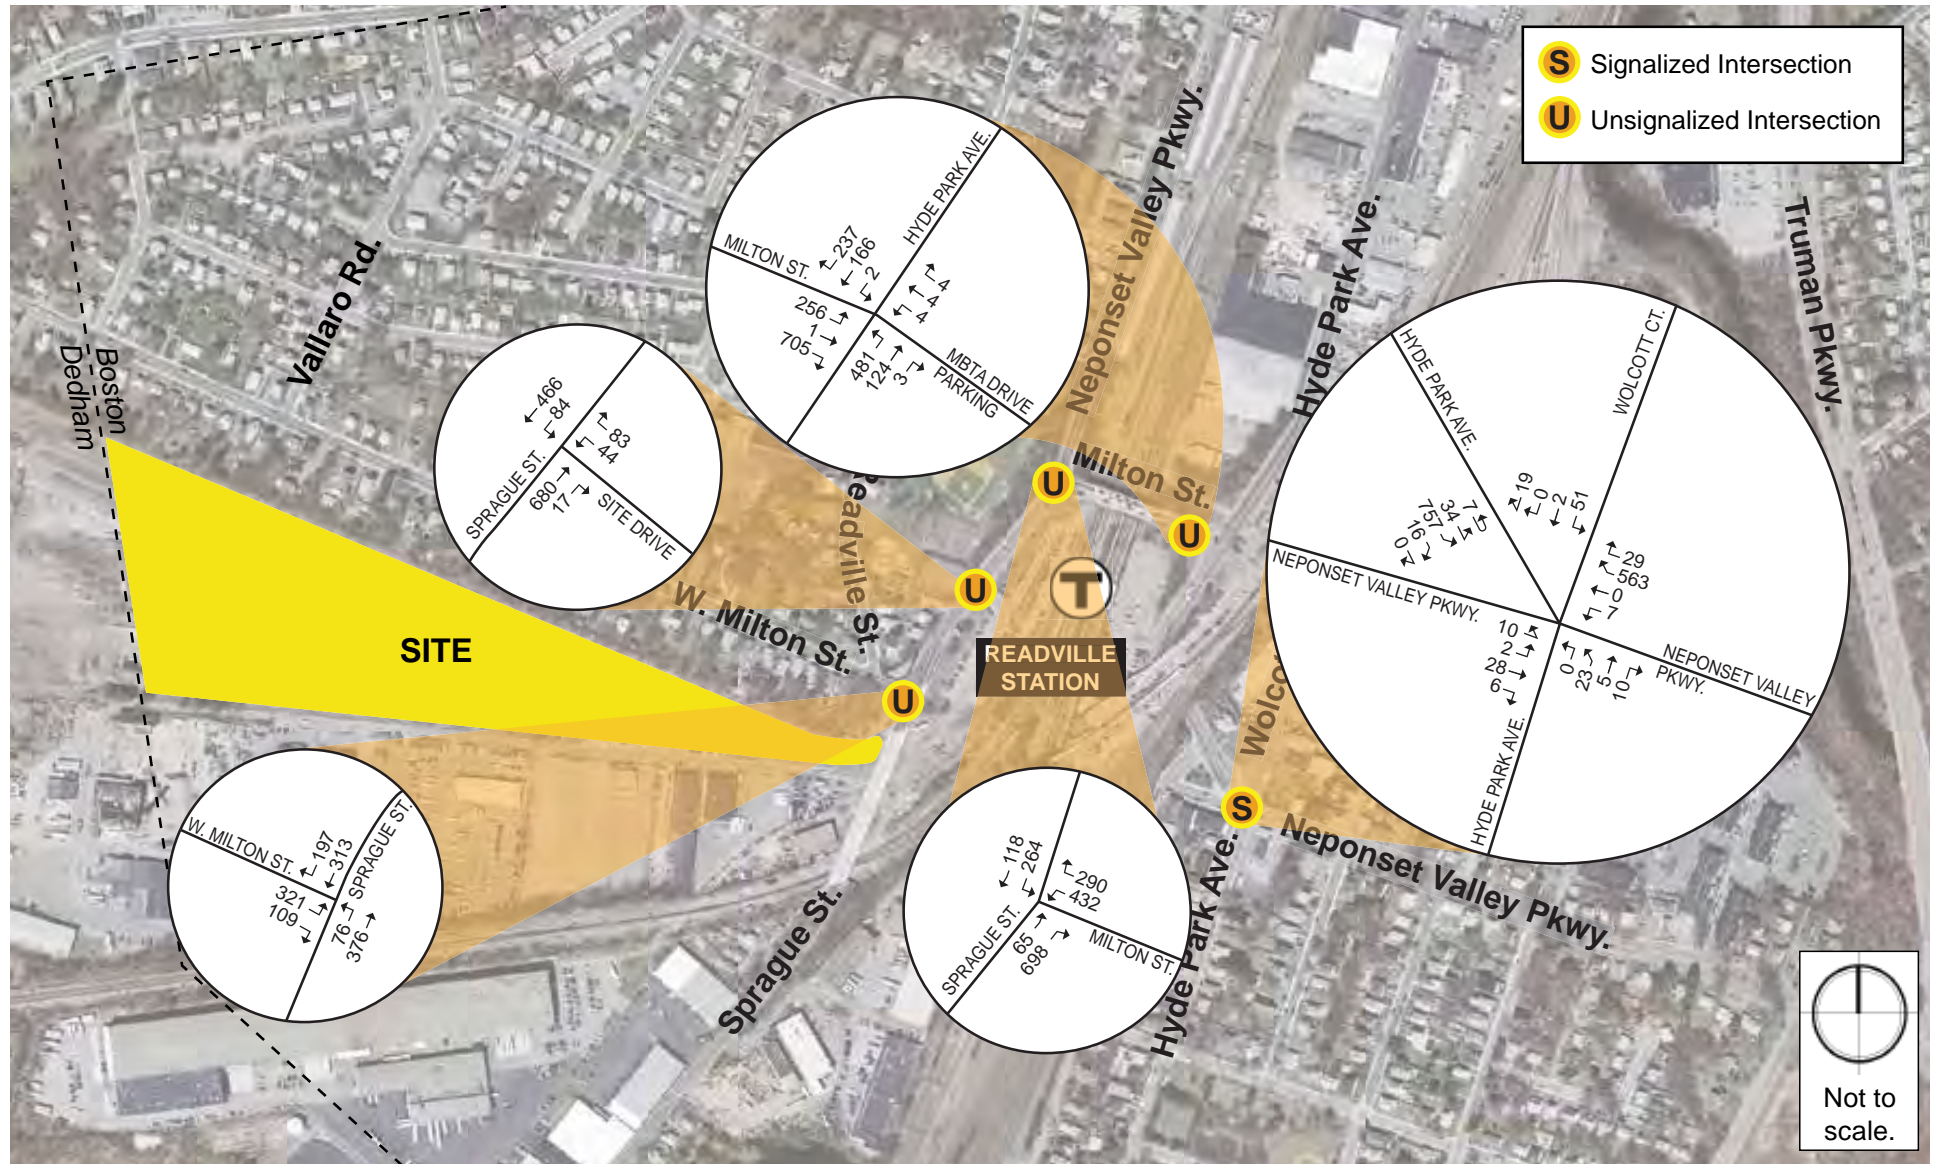 S Signalized Intersection
U Unsignalized Intersection
Boston
Dedham
Vallaro Rd.
Neponset Valley Pkwy.
Hyde Park Ave.
Truman Pkwy.
Milton St.
Readville St.
W. Milton St.
SITE
U
U
U
U
S
T
READVILLE
STATION
Wolcot
Neponset Valley Pkwy.
Hyde Park Ave.
Sprague St.
HYDE PARK AVE.
MILTON ST.
MBTA DRIVE
PARKING
237
166
2
4
4
4
256
1
705
481
124
3
SPRAGUE ST.
SITE DRIVE
466
84
83
44
680
17
HYDE PARK AVE.
WOLCOTT CT.
NEPONSET VALLEY PKWY.
NEPONSET VALLEY
PKWY.
HYDE PARK AVE.
19
0
2
51
7
34
757
16
0
29
563
0
7
10
2
28
6
0
23
5
10
W. MILTON ST.
SPRAGUE ST.
197
313
321
109
76
376
SPRAGUE ST.
MILTON ST.
118
264
290
432
65
698
Not to
scale.